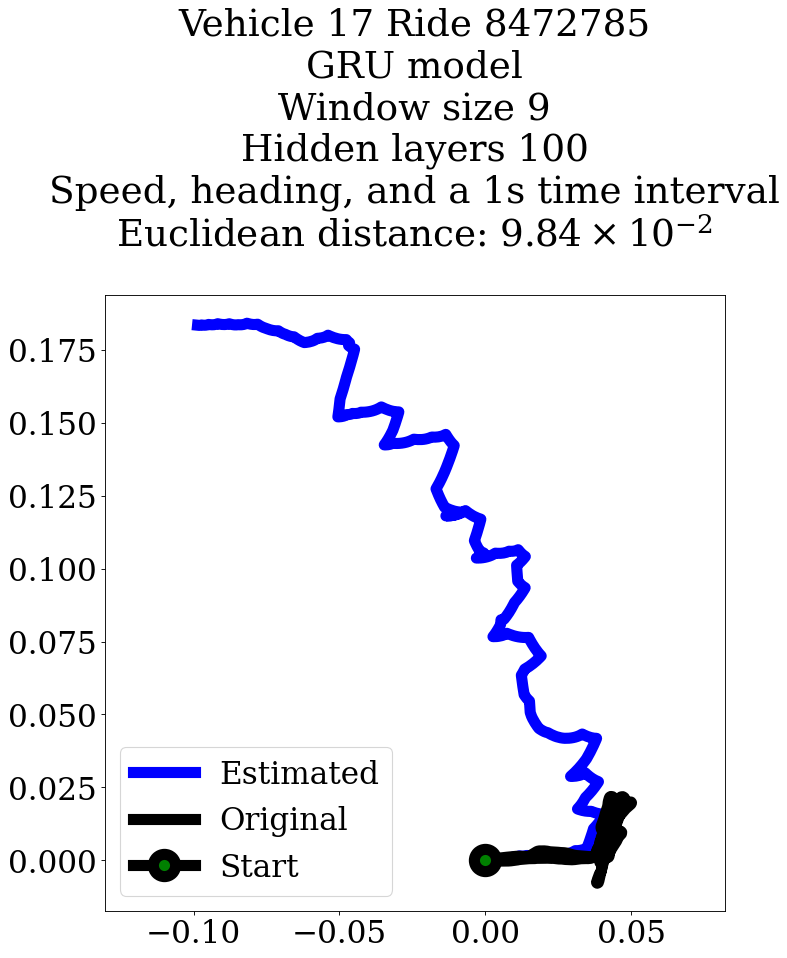 Vehicle 17 Ride 8472785
GRU model
Window size 9
Hidden layers 100
Speed, heading, and a 1s time interval
Euclidean distance: 9.84 × 10⁻²
0.175
0.150
0.125
0.100
0.075
0.050
0.025
0.000
Estimated
Original
Start
−0.10
−0.05
0.00
0.05